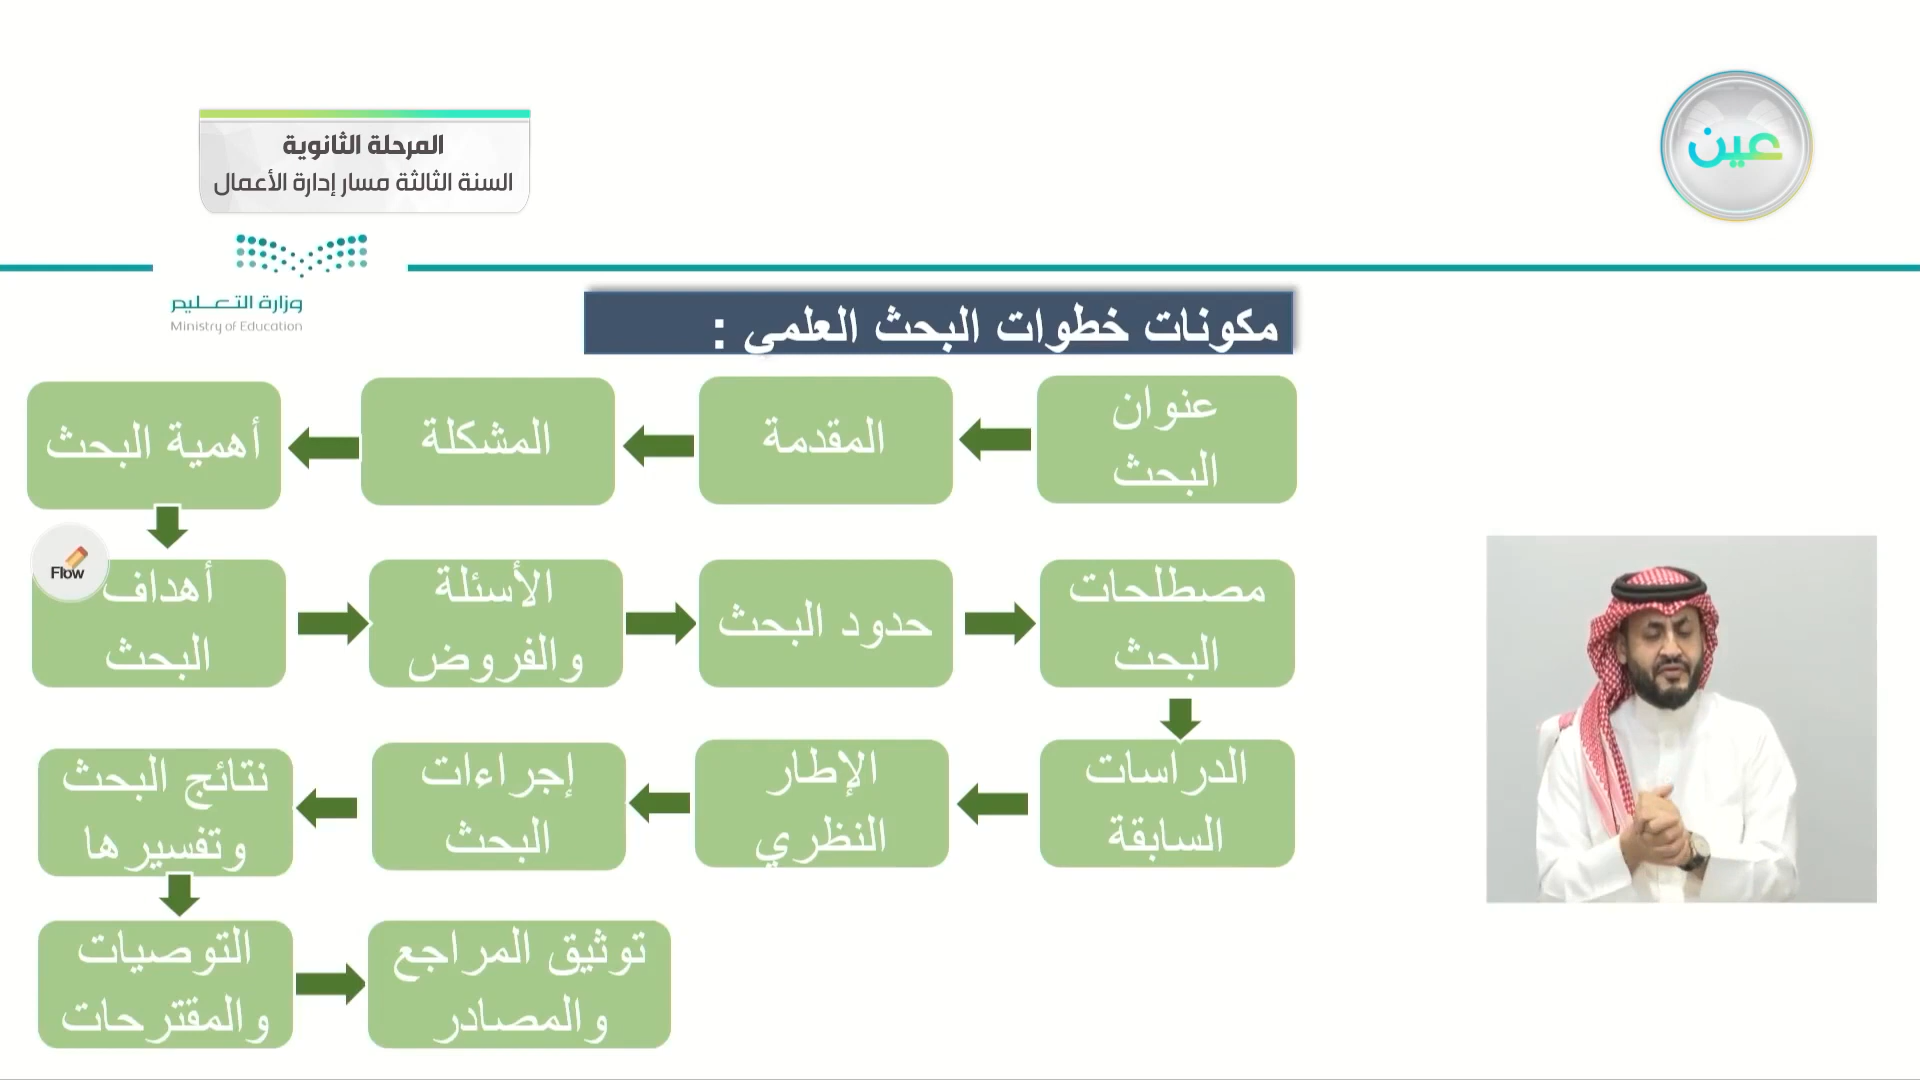 المرحلة الثانوية
السنة الثالثة مسار إدارة الأعمال
عين
وزارة التعليم
Ministry of Education
مكونات خطوات البحث العلمي :
عنوان
البحث
المقدمة
المشكلة
أهمية البحث
Flow
أهداف
البحث
الأسئلة
والفروض
حدود البحث
مصطلحات
البحث
الدراسات
السابقة
الإطار
النظري
إجراءات
البحث
نتائج البحث
وتفسيرها
التوصيات
والمقترحات
توثيق المراجع
والمصادر